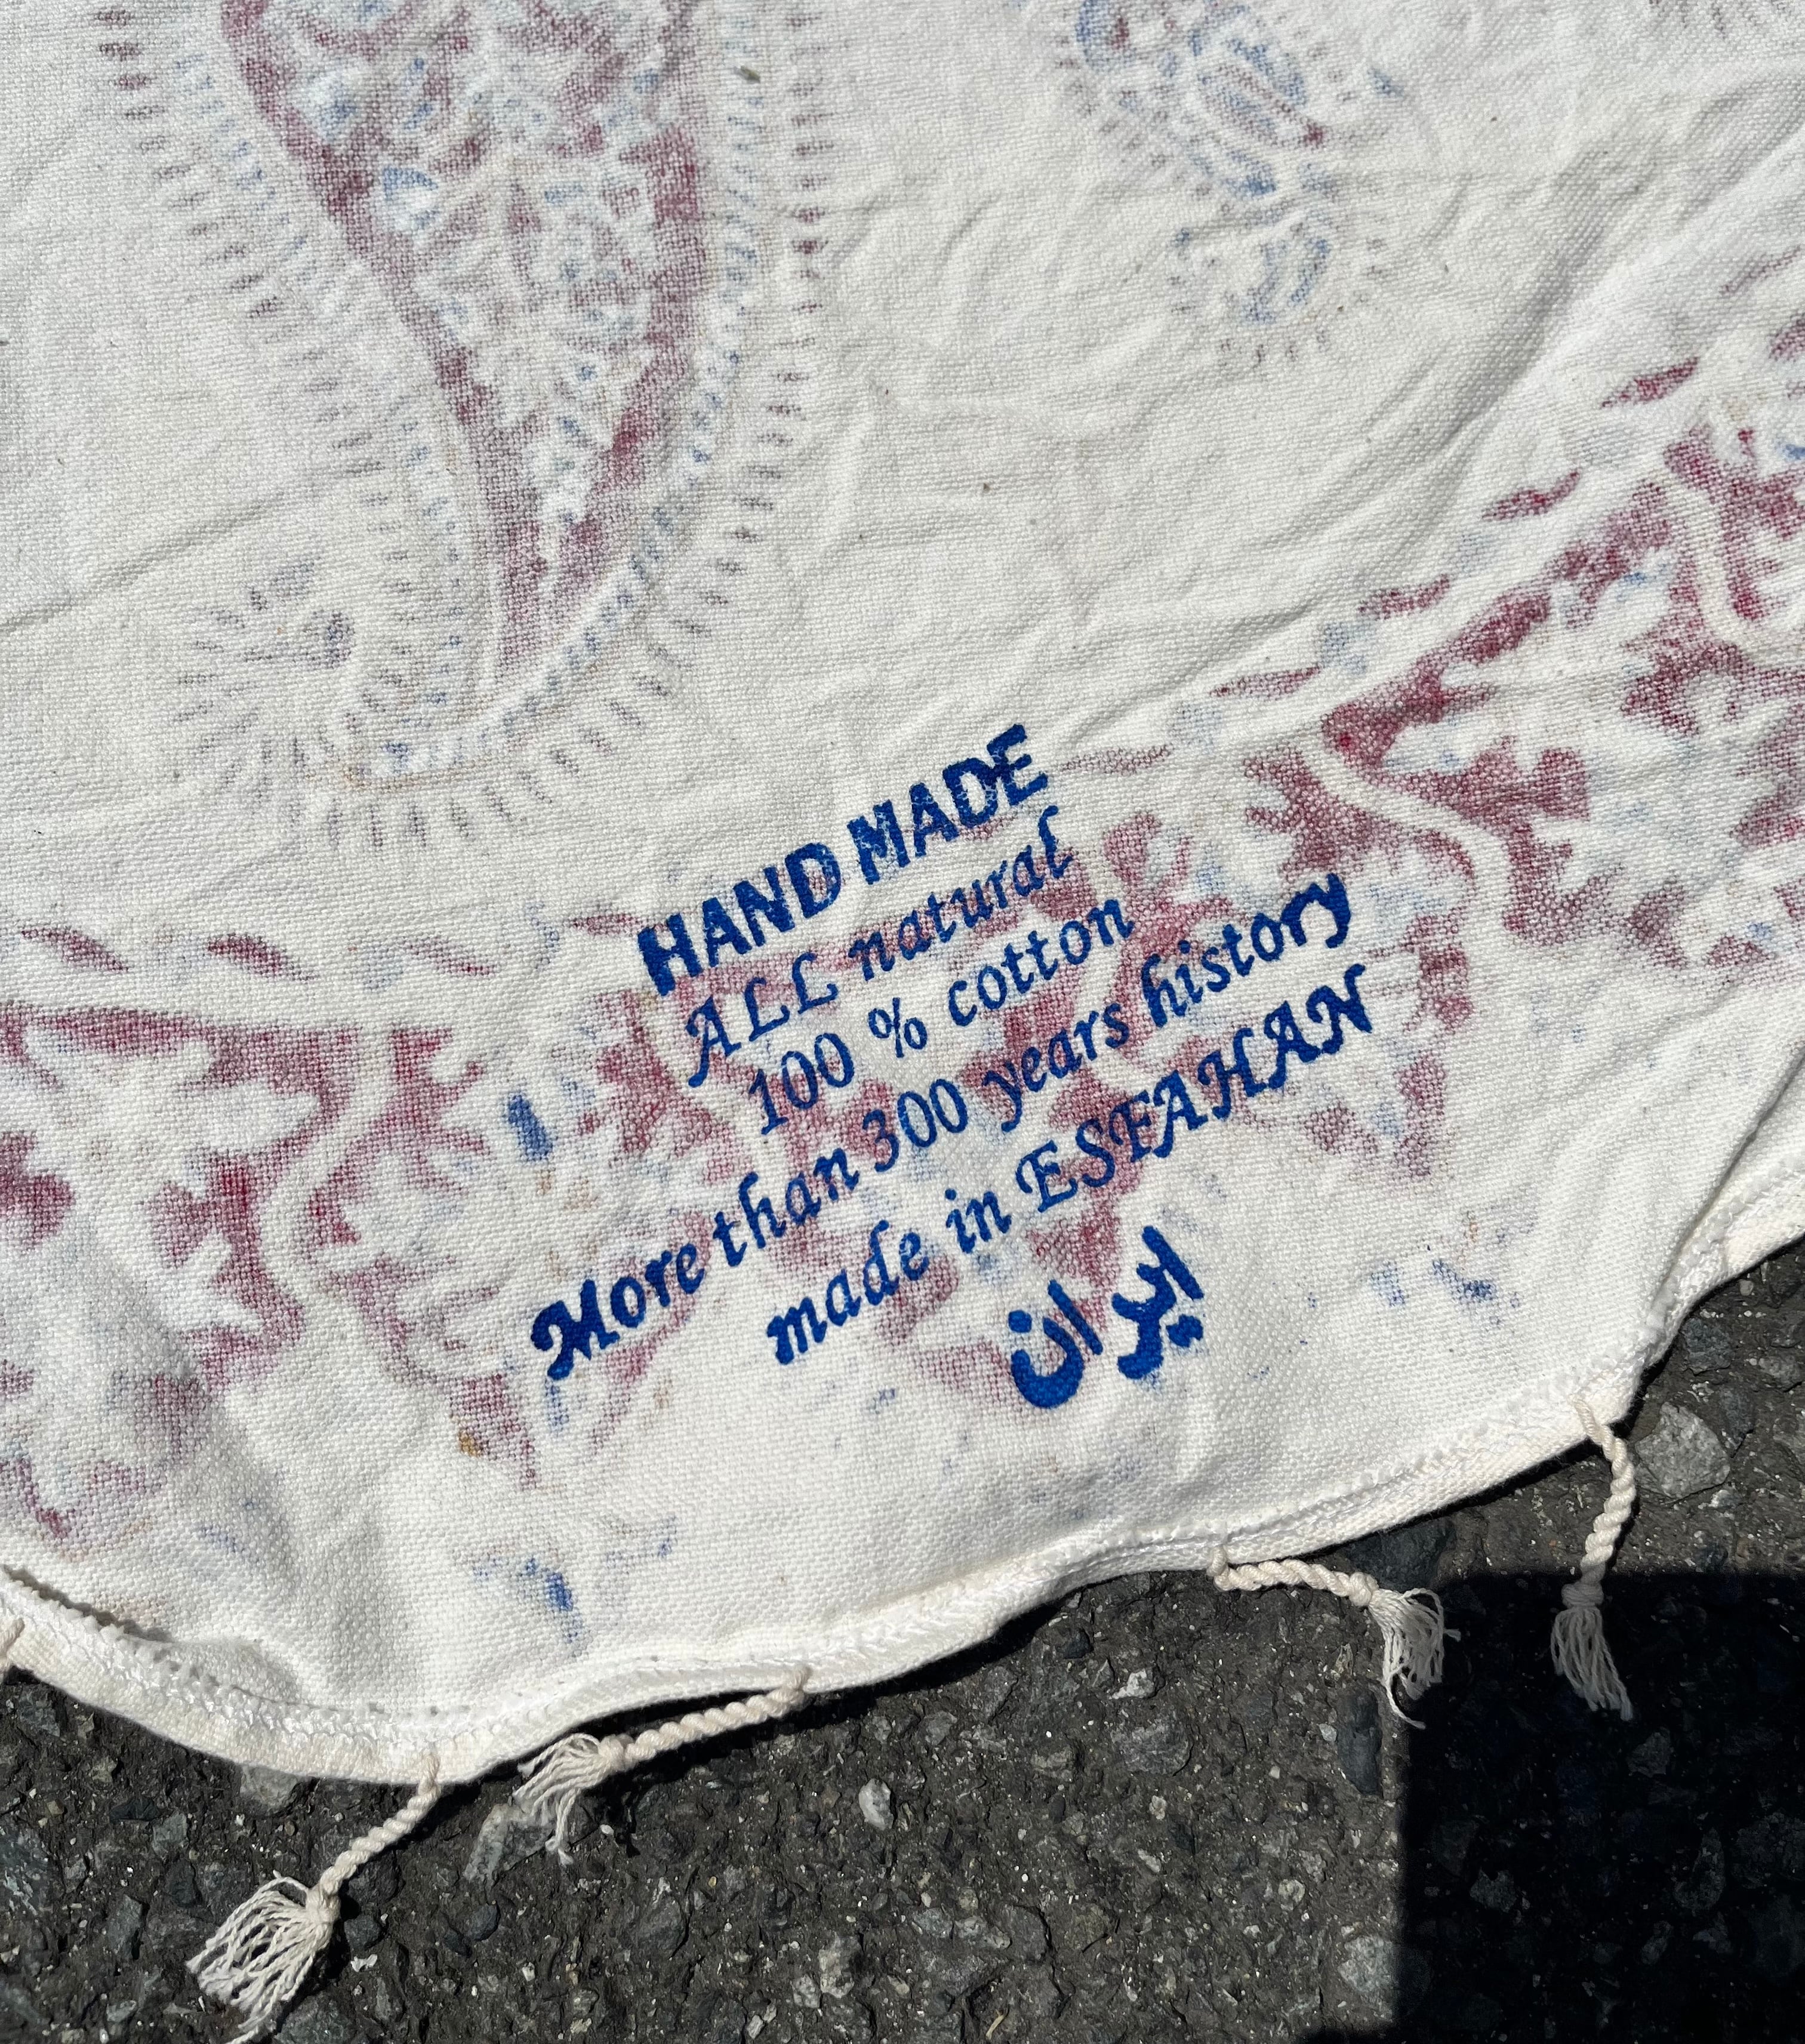 HAND MADE
ALL natural
100 % cotton
More than 300 years history
made in ESFAHAN
ایران